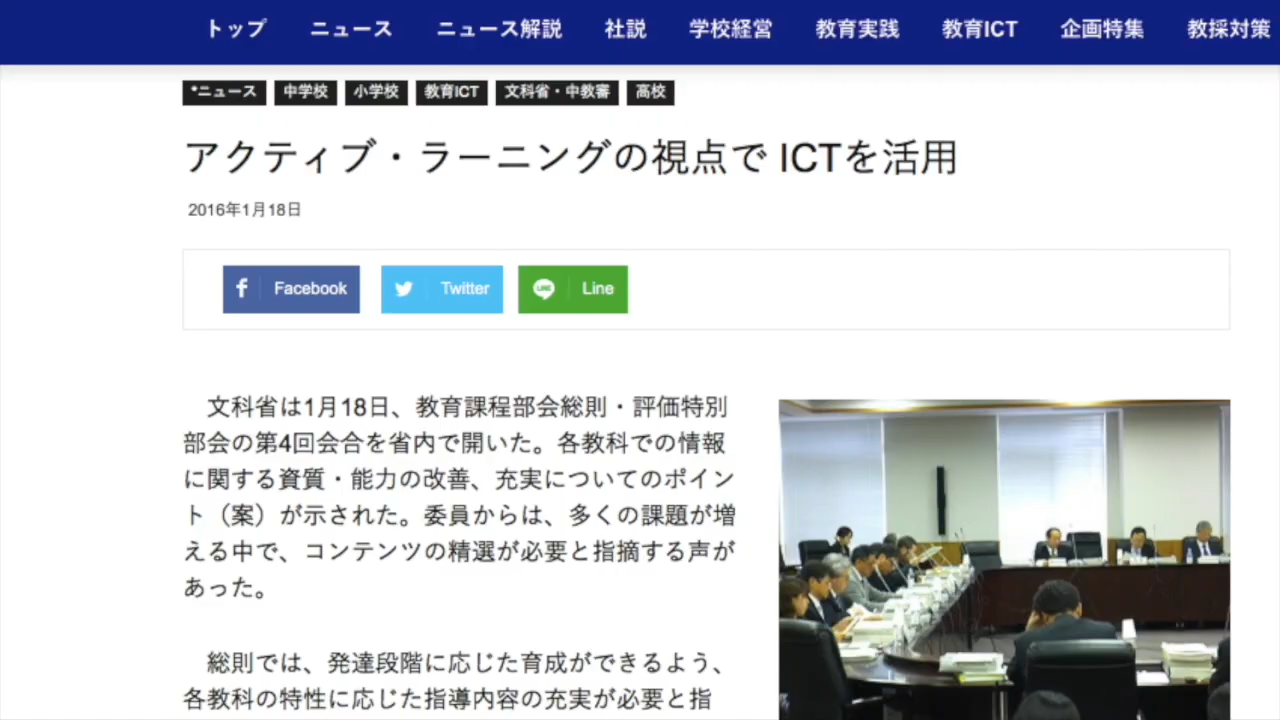 トップ ニュース ニュース解説 社説 学校経営 教育実践 教育ICT 企画特集 教採対策
*ニュース 中学校 小学校 教育ICT 文科省・中教審 高校
アクティブ・ラーニングの視点で ICTを活用
2016年1月18日
Facebook Twitter Line
文科省は1月18日、教育課程部会総則・評価特別
部会の第4回会合を省内で開いた。各教科での情報
に関する資質・能力の改善、充実についてのポイン
ト（案）が示された。委員からは、多くの課題が増
える中で、コンテンツの精選が必要と指摘する声が
あった。
総則では、発達段階に応じた育成ができるよう、
各教科の特性に応じた指導内容の充実が必要と指